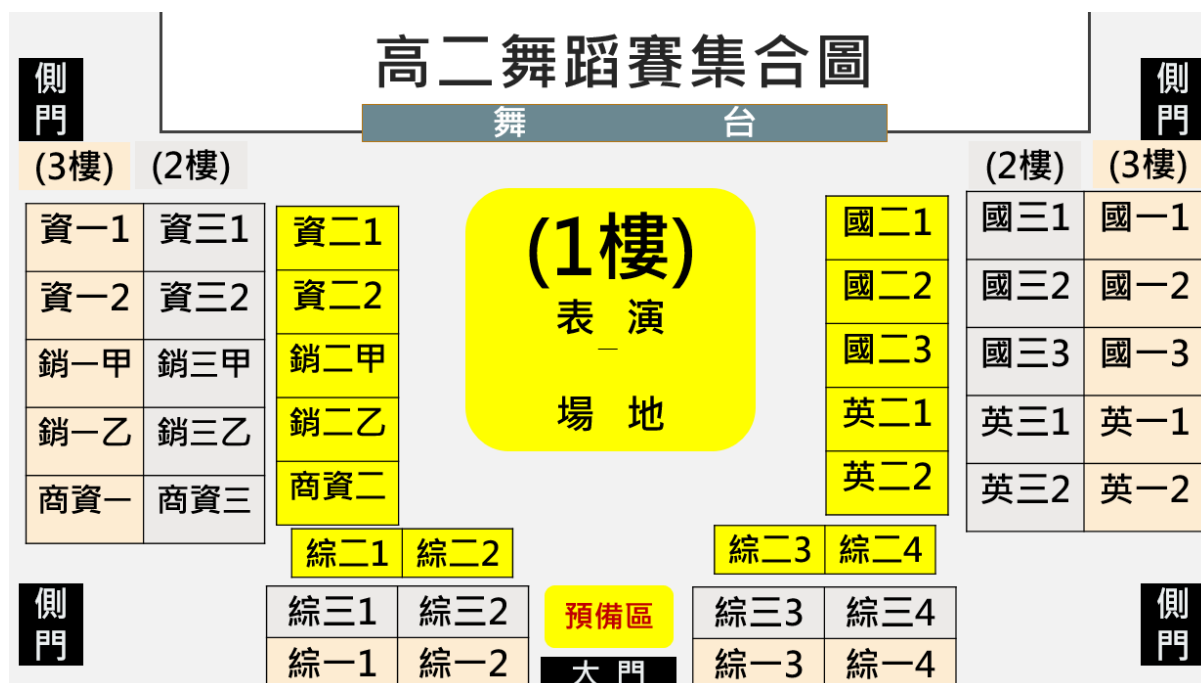 高二舞蹈賽集合圖
舞 台
側門
側門
(3樓) (2樓)
(2樓) (3樓)
資一1 資三1 資二1
資一2 資三2 資二2
銷一甲 銷三甲 銷二甲
銷一乙 銷三乙 銷二乙
商資一 商資三 商資二
(1樓)
表 演
場 地
國二1 國三1 國一1
國二2 國三2 國一2
國二3 國三3 國一3
英二1 英三1 英一1
英二2 英三2 英一2
綜二1 綜二2 綜二3 綜二4
側門
綜三1 綜三2 預備區 綜三3 綜三4
綜一1 綜一2 大 門 綜一3 綜一4
側門